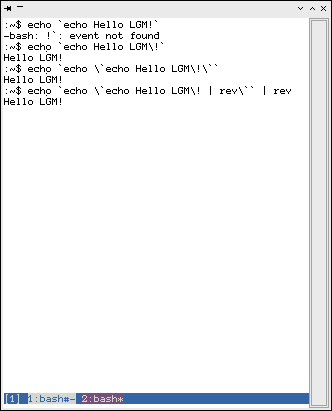 :~$ echo `echo Hello LGM!`
-bash: !`: event not found
:~$ echo `echo Hello LGM\!`
Hello LGM!
:~$ echo `echo \`echo Hello LGM\!\``
Hello LGM!
:~$ echo `echo \`echo Hello LGM\! | rev\`` | rev
Hello LGM!
[1] 1:bash#- 2:bash*